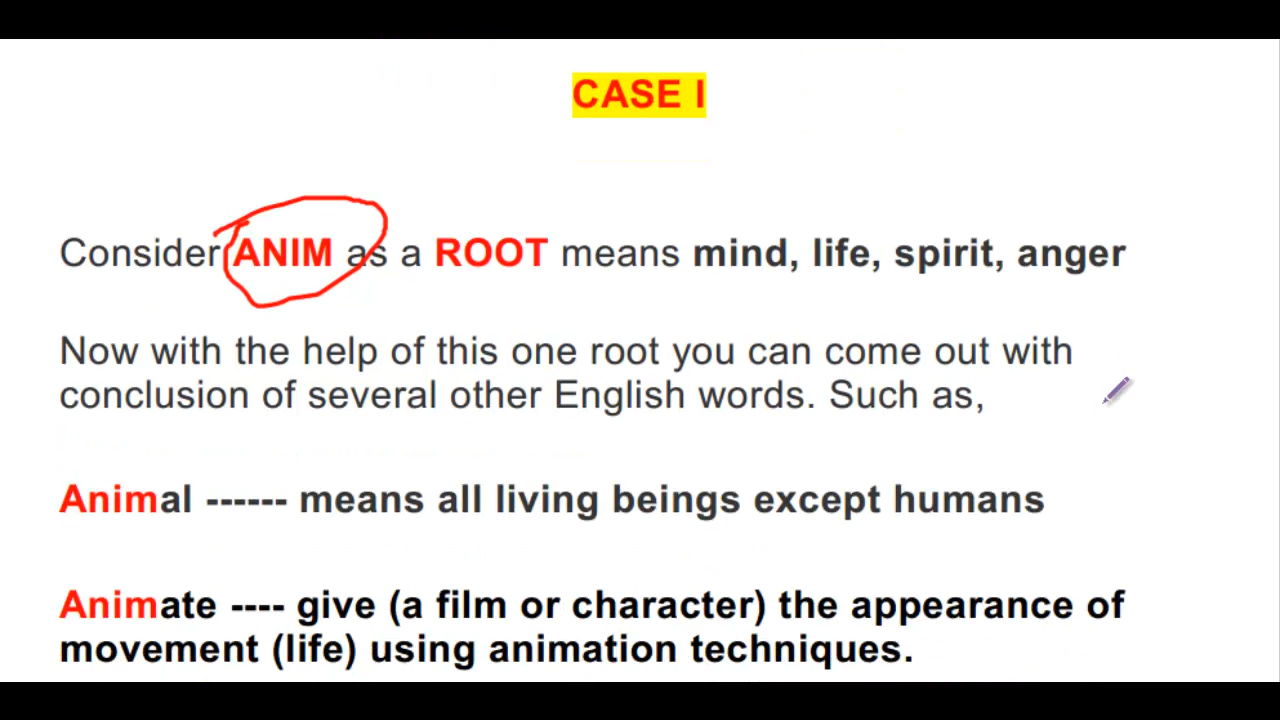 CASE I
Consider ANIM as a ROOT means mind, life, spirit, anger
Now with the help of this one root you can come out with
conclusion of several other English words. Such as,
Animal ------ means all living beings except humans
Animate ---- give (a film or character) the appearance of
movement (life) using animation techniques.